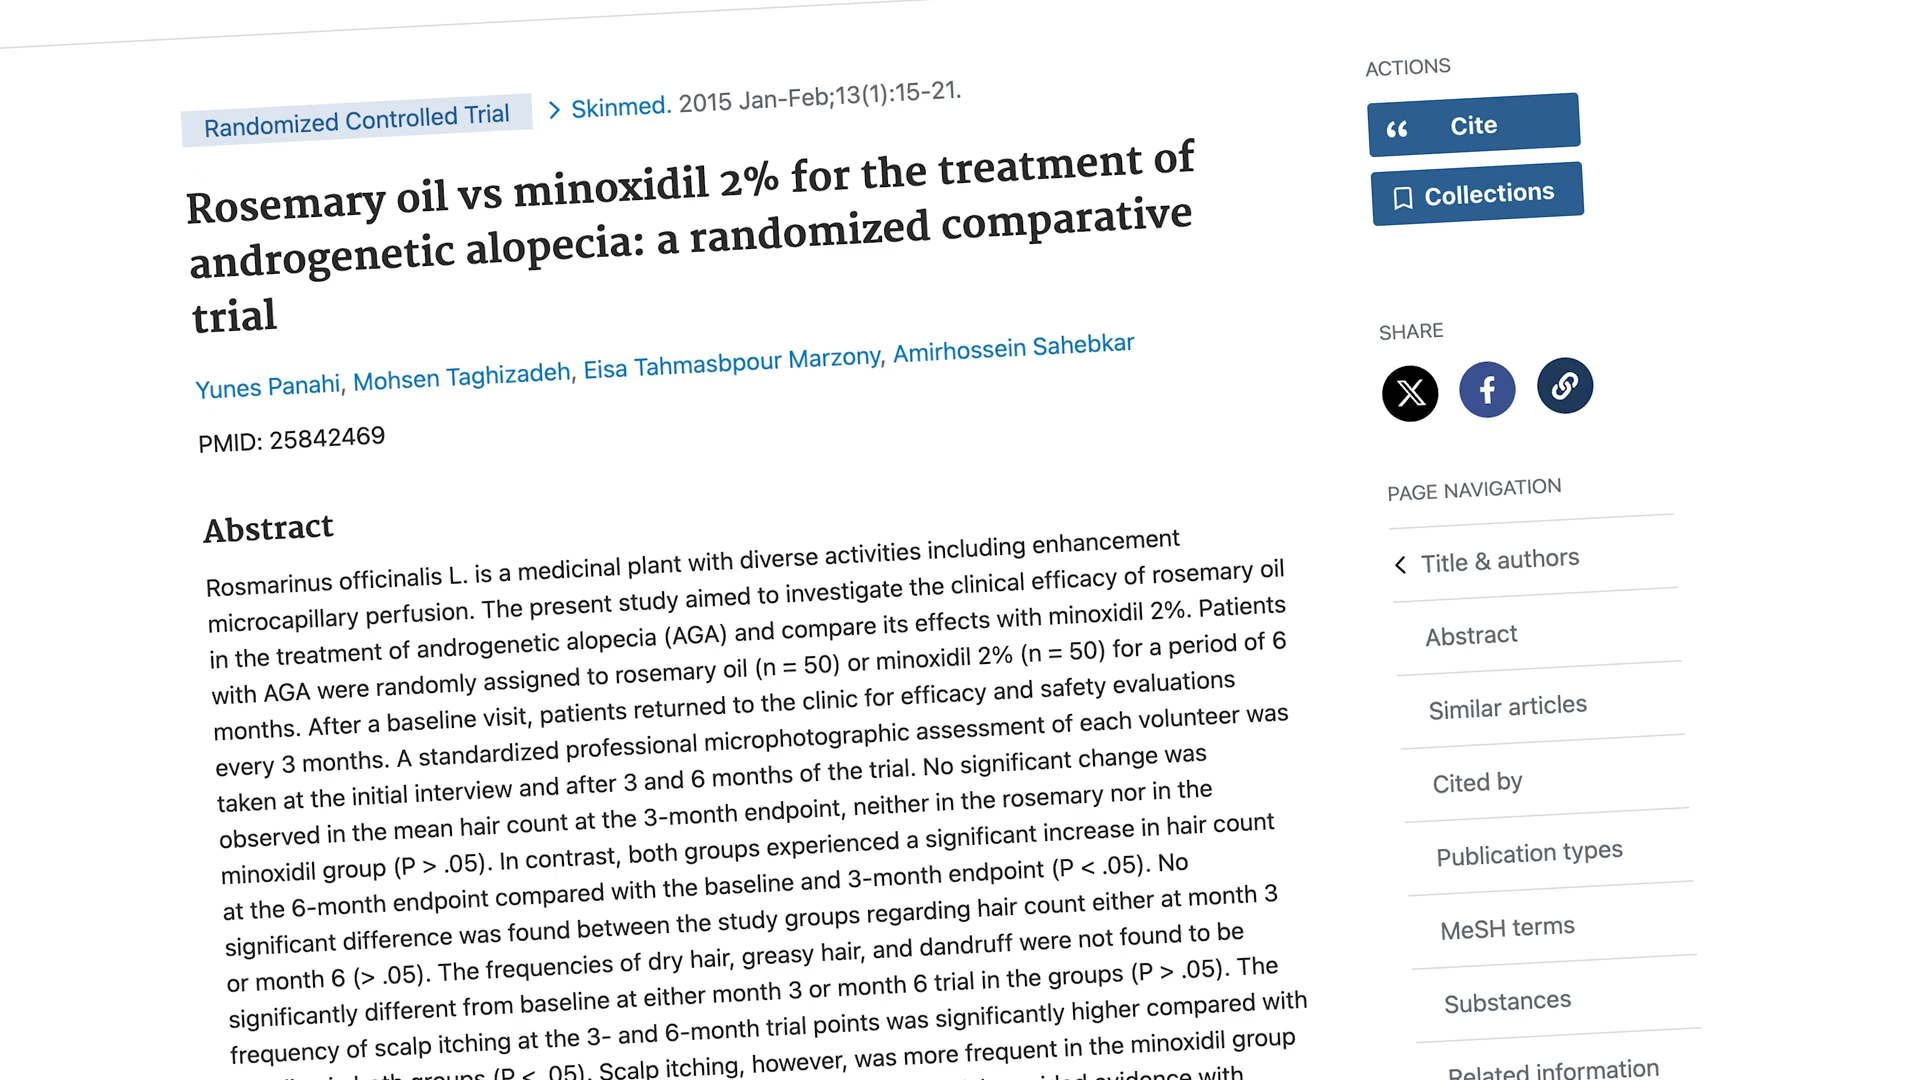 Randomized Controlled Trial > Skinmed. 2015 Jan-Feb;13(1):15-21.
Rosemary oil vs minoxidil 2% for the treatment of
androgenetic alopecia: a randomized comparative
trial
Yunes Panahi, Mohsen Taghizadeh, Eisa Tahmasbpour Marzony, Amirhossein Sahebkar
PMID: 25842469
Abstract
Rosmarinus officinalis L. is a medicinal plant with diverse activities including enhancement
microcapillary perfusion. The present study aimed to investigate the clinical efficacy of rosemary oil
in the treatment of androgenetic alopecia (AGA) and compare its effects with minoxidil 2%. Patients
with AGA were randomly assigned to rosemary oil (n = 50) or minoxidil 2% (n = 50) for a period of 6
months. After a baseline visit, patients returned to the clinic for efficacy and safety evaluations
every 3 months. A standardized professional microphotographic assessment of each volunteer was
taken at the initial interview and after 3 and 6 months of the trial. No significant change was
observed in the mean hair count at the 3-month endpoint, neither in the rosemary nor in the
minoxidil group (P > .05). In contrast, both groups experienced a significant increase in hair count
at the 6-month endpoint compared with the baseline and 3-month endpoint (P < .05). No
significant difference was found between the study groups regarding hair count either at month 3
or month 6 (> .05). The frequencies of dry hair, greasy hair, and dandruff were not found to be
significantly different from baseline at either month 3 or month 6 trial in the groups (P > .05). The
frequency of scalp itching at the 3- and 6-month trial points was significantly higher compared with
groups (P < .05). Scalp itching, however, was more frequent in the minoxidil group
evidence with
ACTIONS
Cite
Collections
SHARE
PAGE NAVIGATION
Title & authors
Abstract
Similar articles
Cited by
Publication types
MeSH terms
Substances
Related information